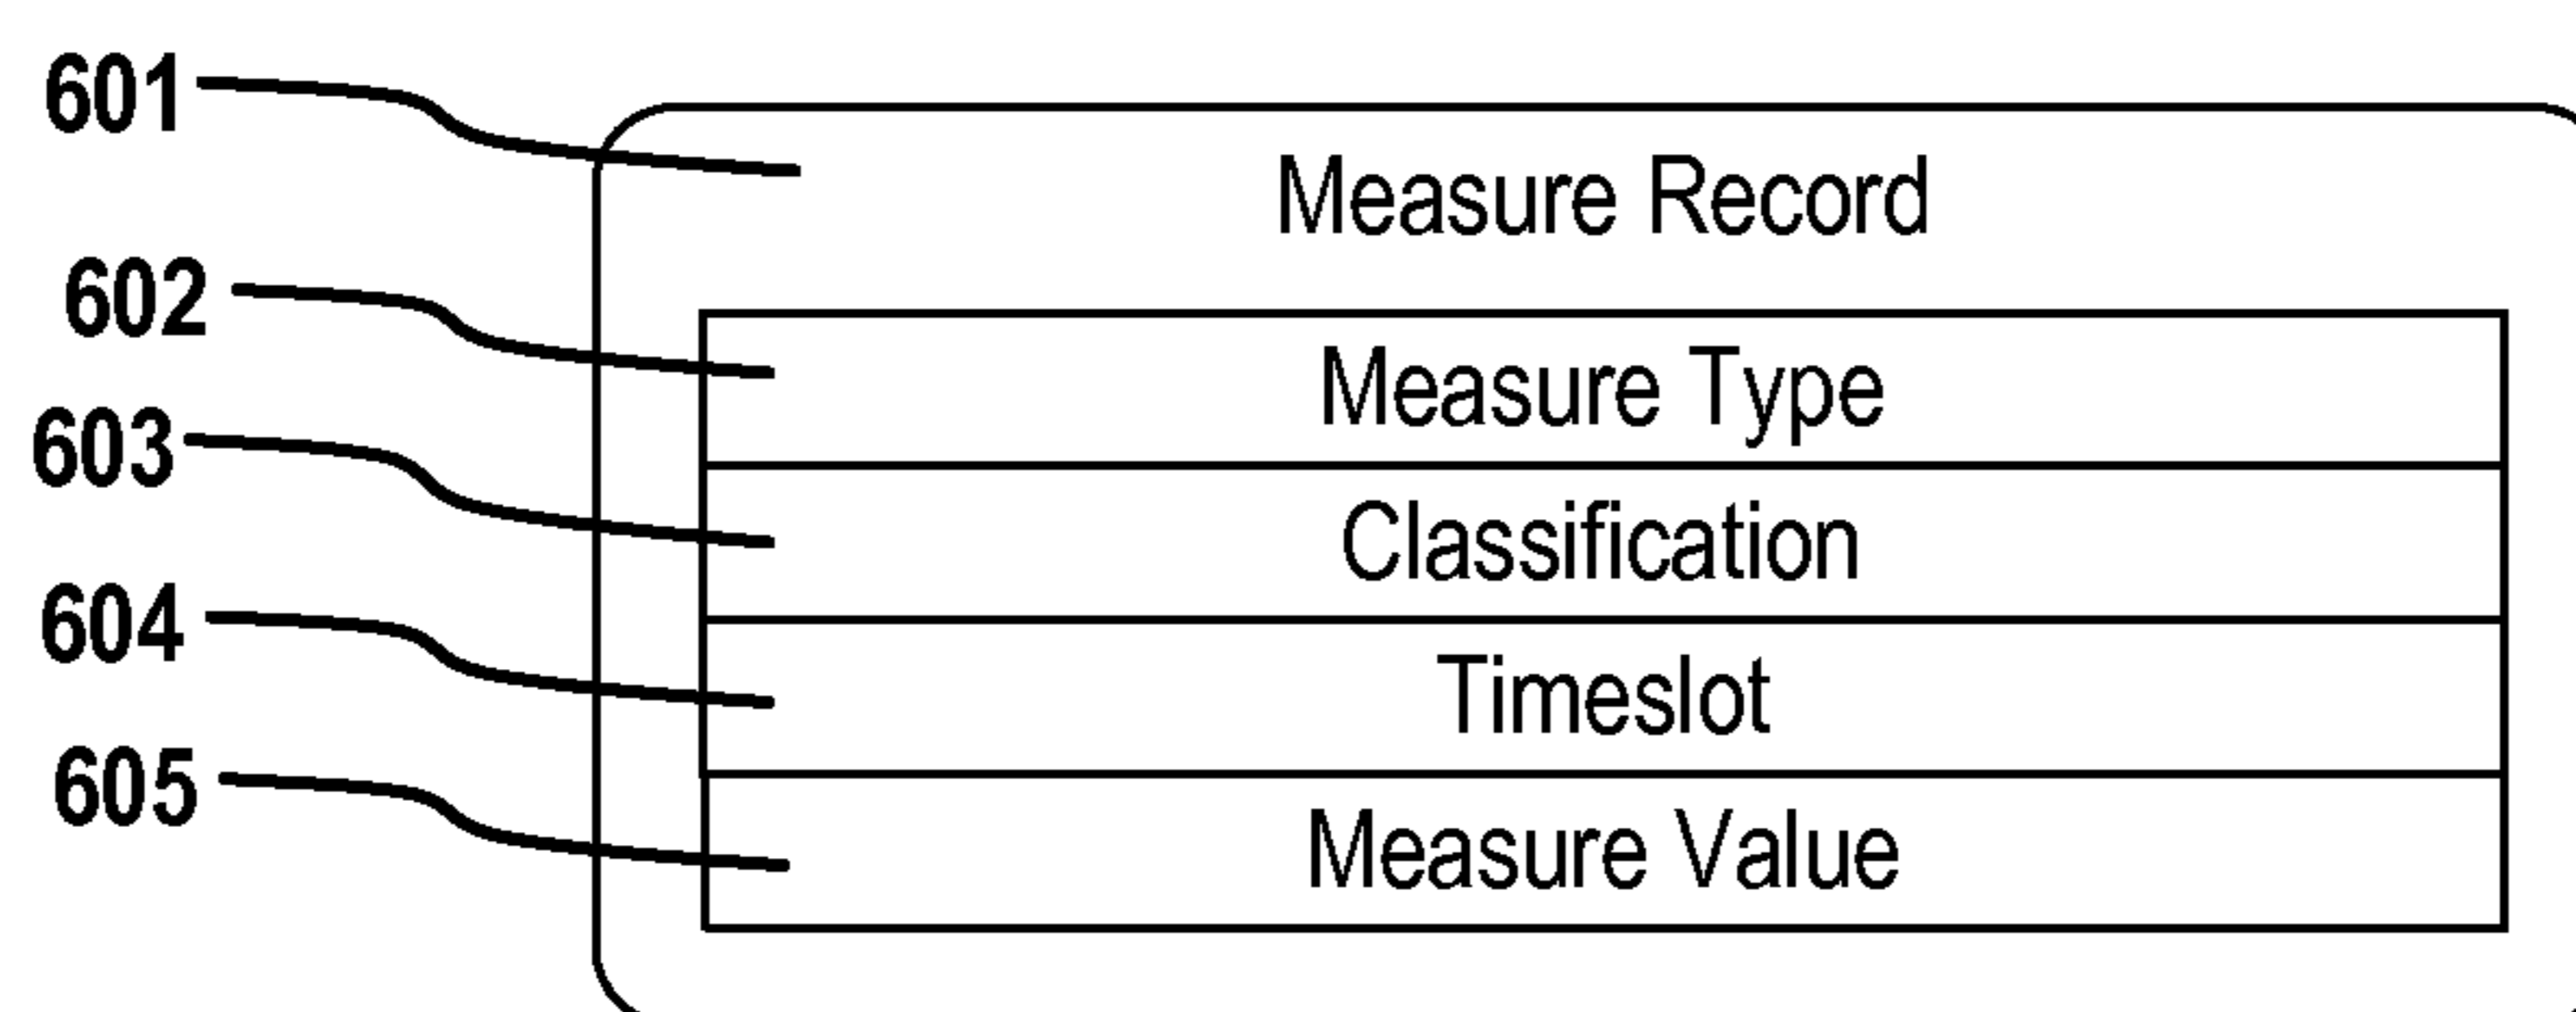 601
Measure Record
602
Measure Type
603
Classification
604
Timeslot
605
Measure Value